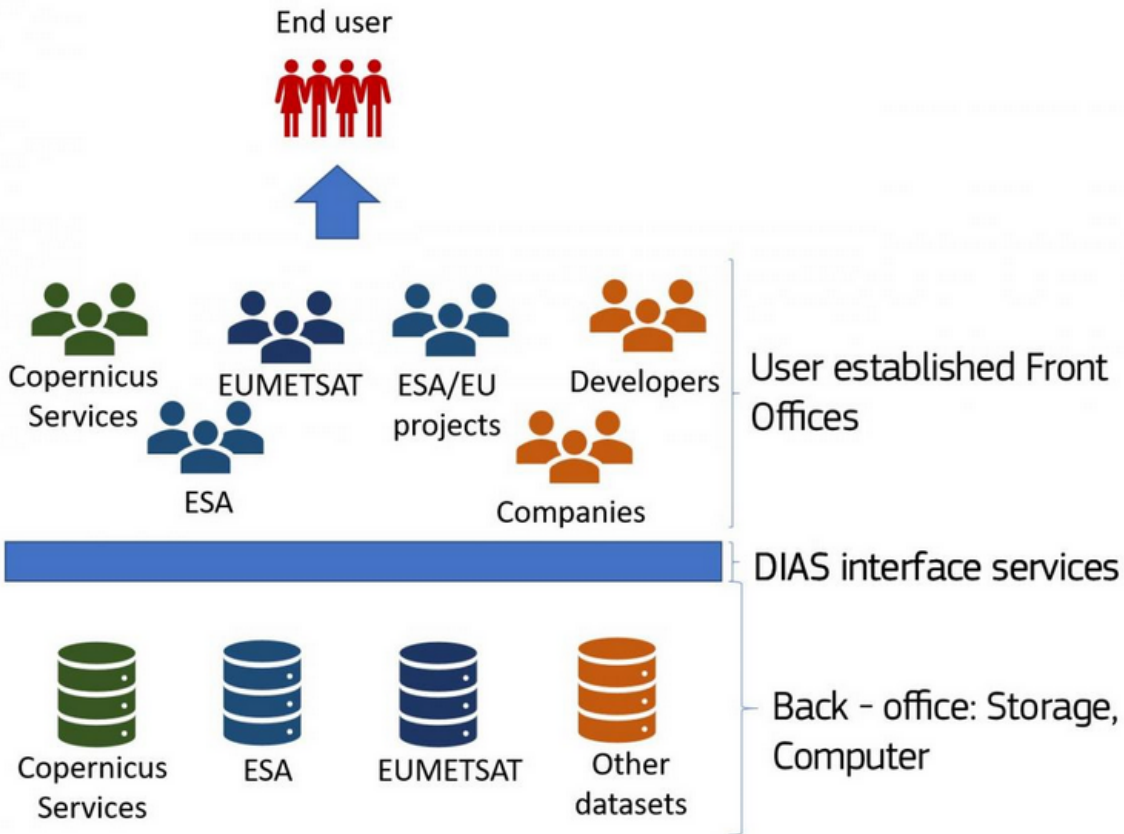 End user
Copernicus
Services
EUMETSAT
ESA/EU
projects
Developers
ESA
Companies
User established Front
Offices
DIAS interface services
Copernicus
Services
ESA
EUMETSAT
Other
datasets
Back - office: Storage,
Computer